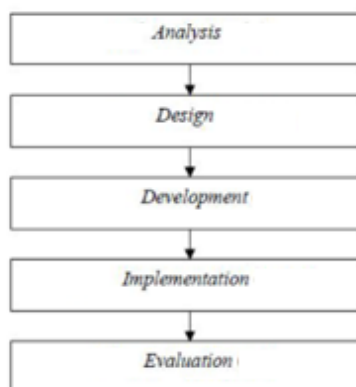 Analysis
Design
Development
Implementation
Evaluation